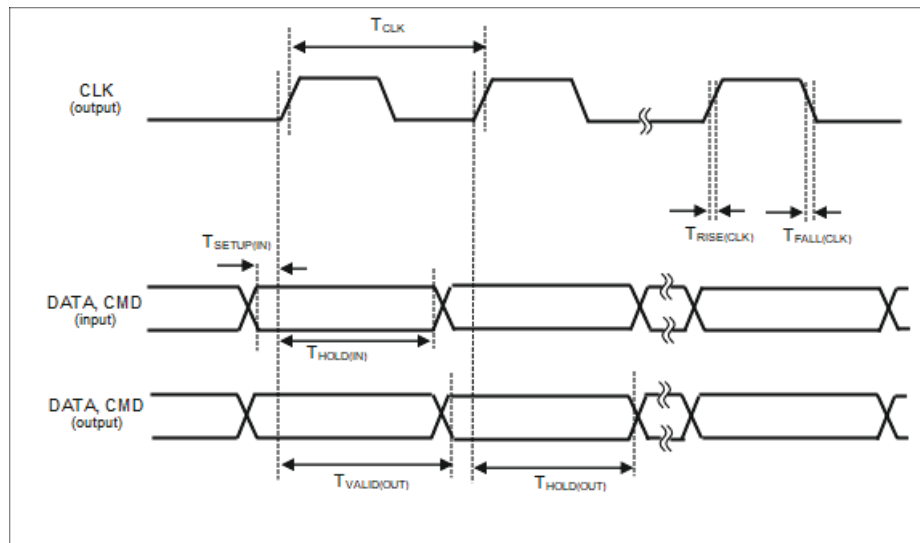 TCLK
CLK
(output)
TRISE(CLK)
TFALL(CLK)
TSETUP(IN)
DATA, CMD
(input)
THOLD(IN)
DATA, CMD
(output)
TVALID(OUT)
THOLD(OUT)